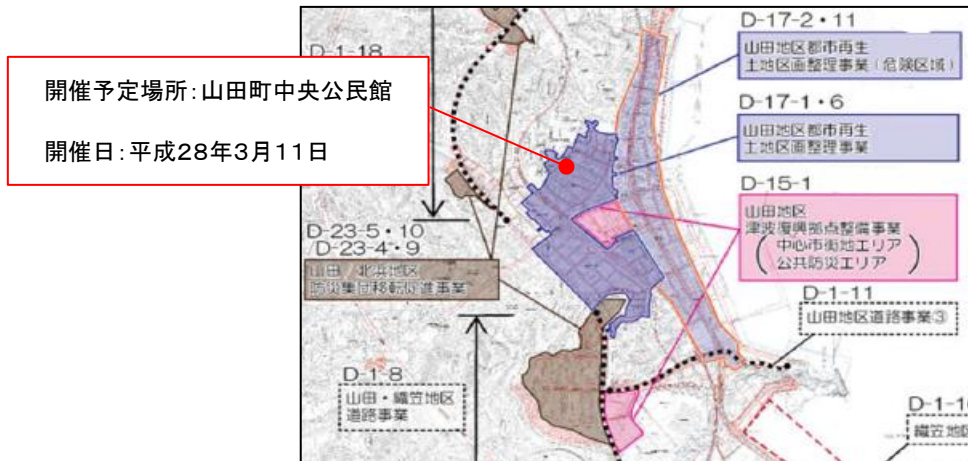 開催予定場所：山田町中央公民館
開催日：平成28年3月11日
D-1-18
D-17-2・11
山田地区都市再生
土地区画整理事業（危険区域）
D-17-1・6
山田地区都市再生
土地区画整理事業
D-15-1
山田地区
津波復興拠点整備事業
（中心市街地エリア
公共防災エリア）
D-23-5・10
D-23-4・9
山田／北浜地区
防災集団移転促進事業
D-1-11
山田地区道路事業③
D-1-8
山田・織笠地区
道路事業
D-1-10
織笠地区